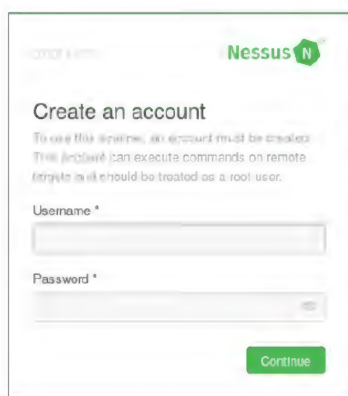 Nessus N
Create an account
To use this scanner, an account must be created.
This account can execute commands on remote
targets and should be treated as a root user.
Username *
Password *
Continue